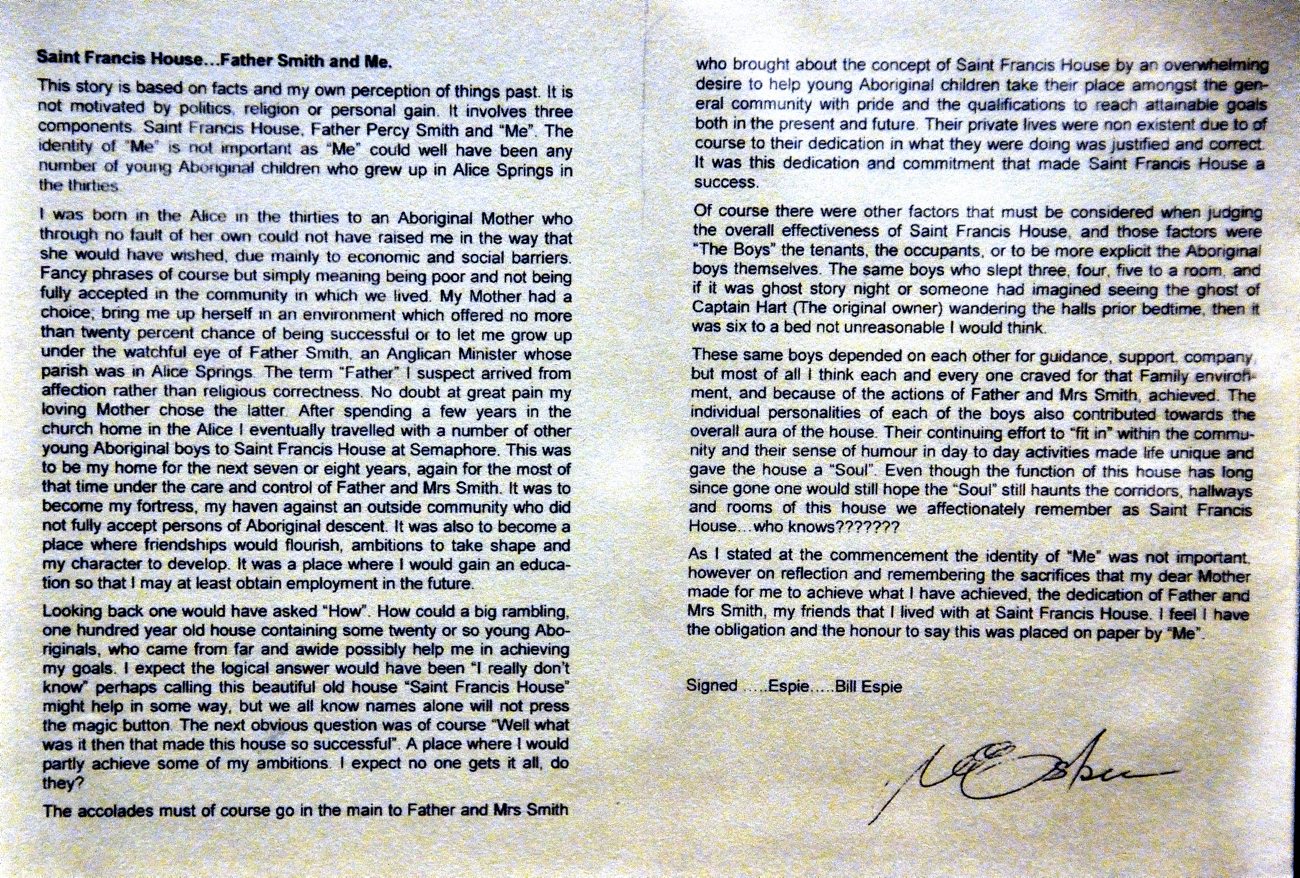 Saint Francis House...Father Smith and Me.
This story is based on facts and my own perception of things past. It is
not motivated by politics, religion or personal gain. It involves three
components. Saint Francis House, Father Percy Smith and "Me". The
identity of "Me" is not important as "Me" could well have been any
number of young Aboriginal children who grew up in Alice Springs in
the thirties.
I was born in the Alice in the thirties to an Aboriginal Mother who
through no fault of her own could not have raised me in the way that
she would have wished, due mainly to economic and social barriers.
Fancy phrases of course but simply meaning being poor and not being
fully accepted in the community in which we lived. My Mother had a
choice; bring me up herself in an environment which offered no more
than twenty percent chance of being successful or to let me grow up
under the watchful eye of Father Smith, an Anglican Minister whose
parish was in Alice Springs. The term "Father" I suspect arrived from
affection rather than religious correctness. No doubt at great pain my
loving Mother chose the latter. After spending a few years in the
church home in the Alice I eventually travelled with a number of other
young Aboriginal boys to Saint Francis House at Semaphore. This was
to be my home for the next seven or eight years, again for the most of
that time under the care and control of Father and Mrs Smith. It was to
become my fortress, my haven against an outside community who did
not fully accept persons of Aboriginal descent. It was also to become a
place where friendships would flourish, ambitions to take shape and
my character to develop. It was a place where I would gain an educa-
tion so that I may at least obtain employment in the future.
Looking back one would have asked "How". How could a big rambling,
one hundred year old house containing some twenty or so young Abo-
riginals, who came from far and awide possibly help me in achieving
my goals. I expect the logical answer would have been "I really don't
know" perhaps calling this beautiful old house "Saint Francis House"
might help in some way, but we all know names alone will not press
the magic button. The next obvious question was of course "Well what
was it then that made this house so successful". A place where I would
partly achieve some of my ambitions. I expect no one gets it all, do
they?
The accolades must of course go in the main to Father and Mrs Smith
who brought about the concept of Saint Francis House by an overwhelming
desire to help young Aboriginal children take their place amongst the gen-
eral community with pride and the qualifications to reach attainable goals
both in the present and future. Their private lives were non existent due to of
course to their dedication in what they were doing was justified and correct.
It was this dedication and commitment that made Saint Francis House a
success.
Of course there were other factors that must be considered when judging
the overall effectiveness of Saint Francis House, and those factors were
"The Boys" the tenants, the occupants, or to be more explicit the Aboriginal
boys themselves. The same boys who slept three, four, five to a room, and
if it was ghost story night or someone had imagined seeing the ghost of
Captain Hart (The original owner) wandering the halls prior bedtime, then it
was six to a bed not unreasonable I would think.
These same boys depended on each other for guidance, support, company,
but most of all I think each and every one craved for that Family environ-
ment, and because of the actions of Father and Mrs Smith, achieved. The
individual personalities of each of the boys also contributed towards the
overall aura of the house. Their continuing effort to "fit in" within the commu-
nity and their sense of humour in day to day activities made life unique and
gave the house a "Soul". Even though the function of this house has long
since gone one would still hope the "Soul" still haunts the corridors, hallways
and rooms of this house we affectionately remember as Saint Francis
House...who knows???????
As I stated at the commencement the identity of "Me" was not important,
however on reflection and remembering the sacrifices that my dear Mother
made for me to achieve what I have achieved, the dedication of Father and
Mrs Smith, my friends that I lived with at Saint Francis House. I feel I have
the obligation and the honour to say this was placed on paper by "Me".
Signed .....Espie.....Bill Espie